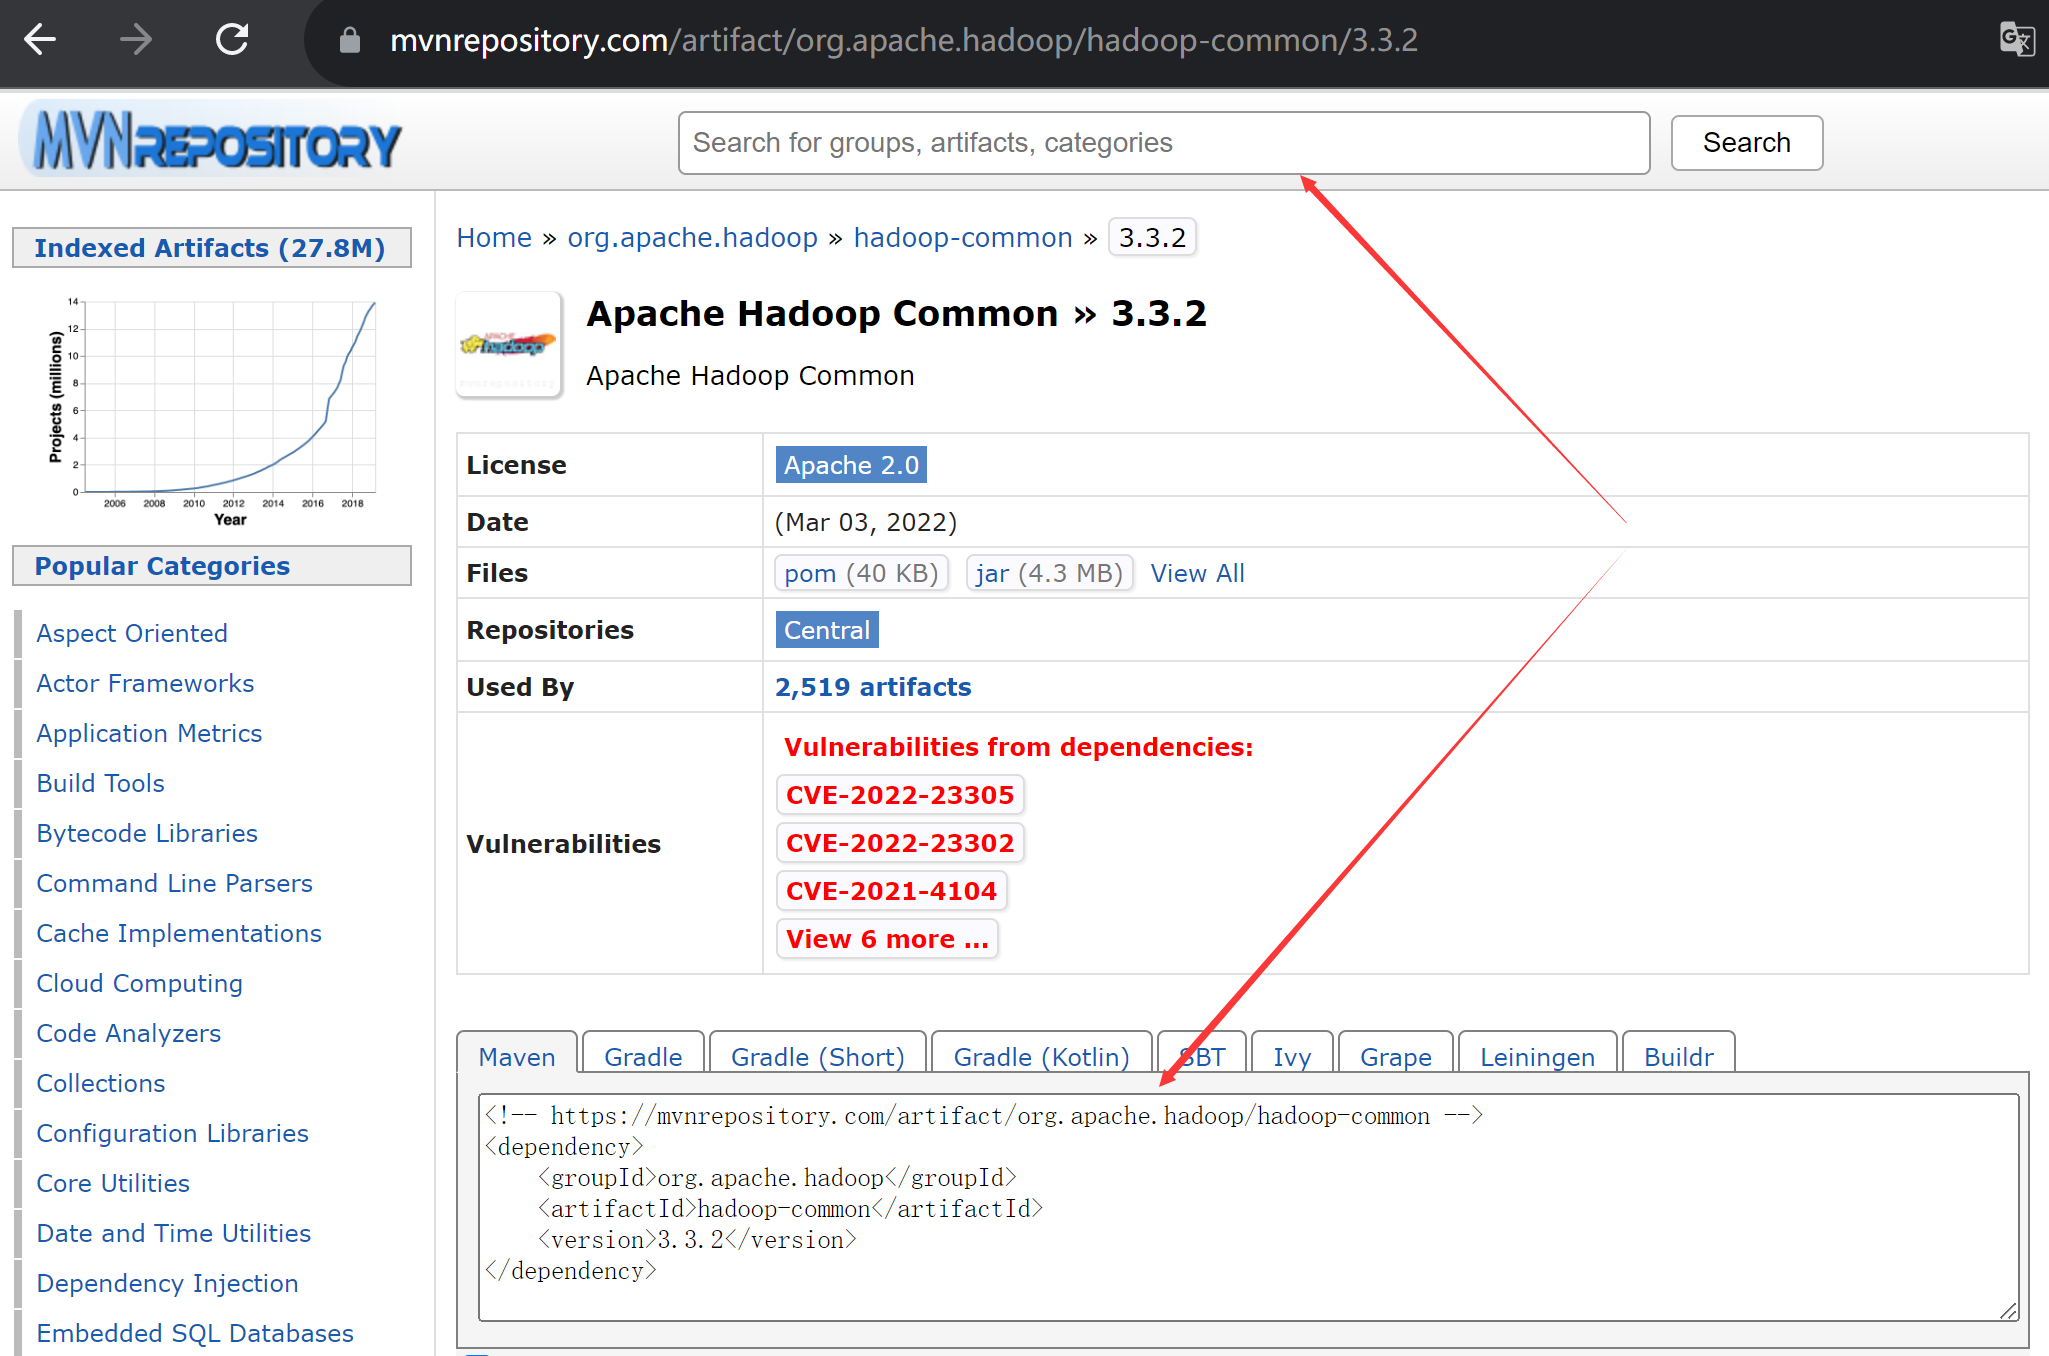 mvnrepository.com/artifact/org.apache.hadoop/hadoop-common/3.3.2
MVNREPOSITORY
Search for groups, artifacts, categories
Search
Indexed Artifacts (27.8M)
14
12
10
8
6
4
2
0
Projects (millions)
2006 2008 2010 2012 2014 2016 2018
Year
Popular Categories
Aspect Oriented
Actor Frameworks
Application Metrics
Build Tools
Bytecode Libraries
Command Line Parsers
Cache Implementations
Cloud Computing
Code Analyzers
Collections
Configuration Libraries
Core Utilities
Date and Time Utilities
Dependency Injection
Embedded SQL Databases
Home » org.apache.hadoop » hadoop-common » 3.3.2
APACHE
hadoop
mvnrepository
Apache Hadoop Common » 3.3.2
Apache Hadoop Common
License Apache 2.0
Date (Mar 03, 2022)
Files pom (40 KB) jar (4.3 MB) View All
Repositories Central
Used By 2,519 artifacts
Vulnerabilities
Vulnerabilities from dependencies:
CVE-2022-23305
CVE-2022-23302
CVE-2021-4104
View 6 more ...
Maven Gradle Gradle (Short) Gradle (Kotlin) SBT Ivy Grape Leiningen Buildr
<!-- https://mvnrepository.com/artifact/org.apache.hadoop/hadoop-common -->
<dependency>
    <groupId>org.apache.hadoop</groupId>
    <artifactId>hadoop-common</artifactId>
    <version>3.3.2</version>
</dependency>